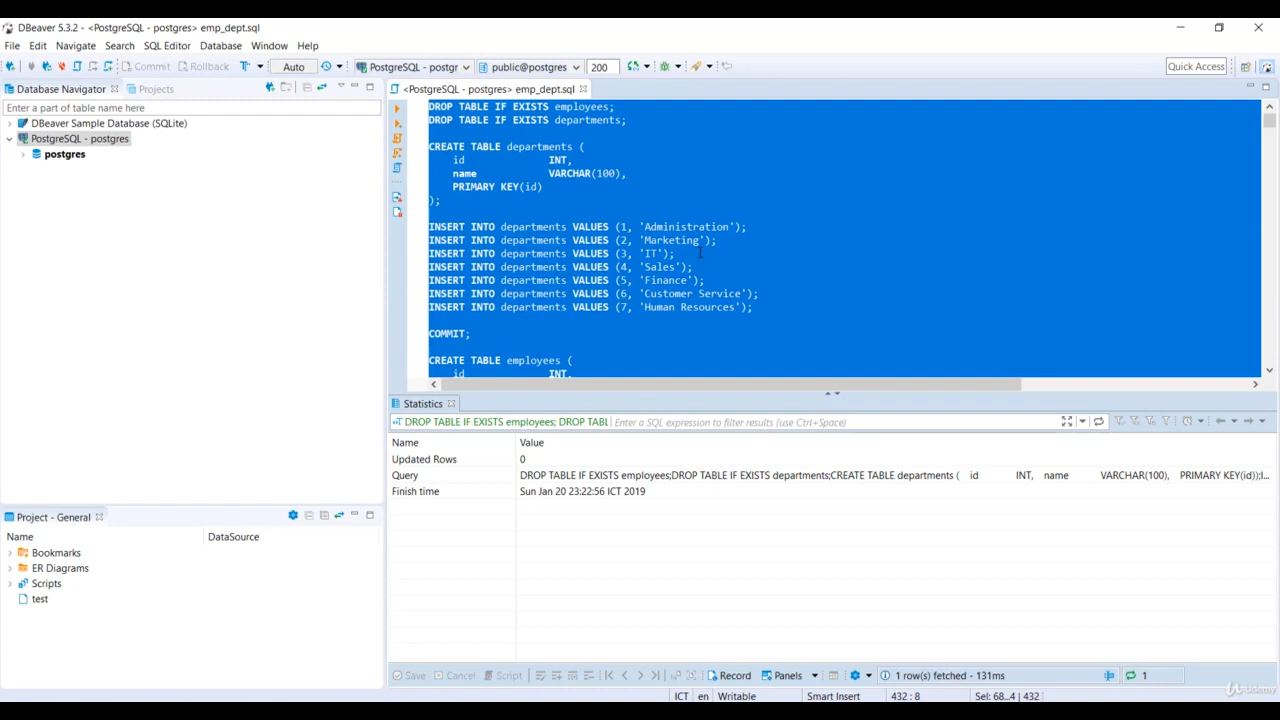 DBeaver 5.3.2 - <PostgreSQL - postgres> emp_dept.sql
File Edit Navigate Search SQL Editor Database Window Help
Commit Rollback Auto PostgreSQL - postgr public@postgres 200 Quick Access
Database Navigator Projects
<PostgreSQL - postgres> emp_dept.sql
Enter a part of table name here
DBeaver Sample Database (SQLite)
PostgreSQL - postgres
postgres
DROP TABLE IF EXISTS employees;
DROP TABLE IF EXISTS departments;
CREATE TABLE departments (
id INT,
name VARCHAR(100),
PRIMARY KEY(id)
);
INSERT INTO departments VALUES (1, 'Administration');
INSERT INTO departments VALUES (2, 'Marketing');
INSERT INTO departments VALUES (3, 'IT');
INSERT INTO departments VALUES (4, 'Sales');
INSERT INTO departments VALUES (5, 'Finance');
INSERT INTO departments VALUES (6, 'Customer Service');
INSERT INTO departments VALUES (7, 'Human Resources');
COMMIT;
CREATE TABLE employees (
id INT,
Statistics
DROP TABLE IF EXISTS employees; DROP TABL Enter a SQL expression to filter results (use Ctrl+Space)
Name Value
Updated Rows 0
Query DROP TABLE IF EXISTS employees;DROP TABLE IF EXISTS departments;CREATE TABLE departments ( id INT, name VARCHAR(100), PRIMARY KEY(id));I...
Finish time Sun Jan 20 23:22:56 ICT 2019
Project - General
Name DataSource
Bookmarks
ER Diagrams
Scripts
test
Save Cancel Script Record Panels 1 row(s) fetched - 131ms 1
ICT en Writable Smart Insert 432 : 8 Sel: 68...4 | 432
Udemy